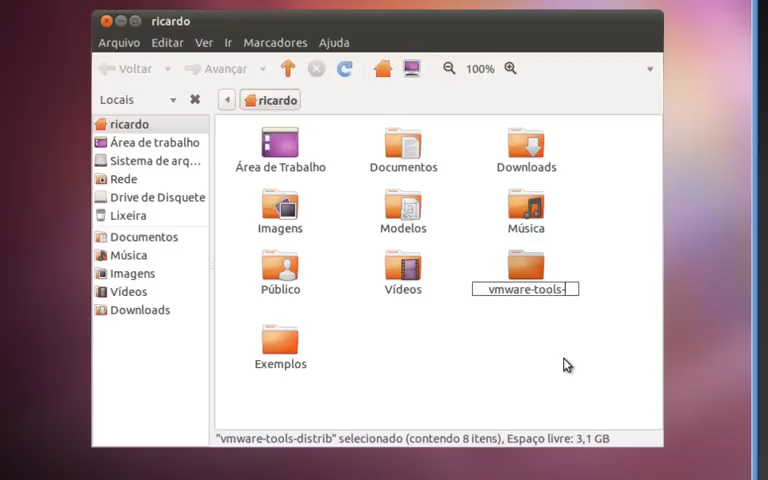 ricardo
Arquivo Editar Ver Ir Marcadores Ajuda
Voltar Avançar 100%
Locais ricardo
ricardo
Área de trabalho
Sistema de arq...
Rede
Drive de Disquete
Lixeira
Documentos
Música
Imagens
Vídeos
Downloads
Área de Trabalho Documentos Downloads
Imagens Modelos Música
Público Vídeos vmware-tools-
Exemplos
"vmware-tools-distrib" selecionado (contendo 8 itens), Espaço livre: 3,1 GB